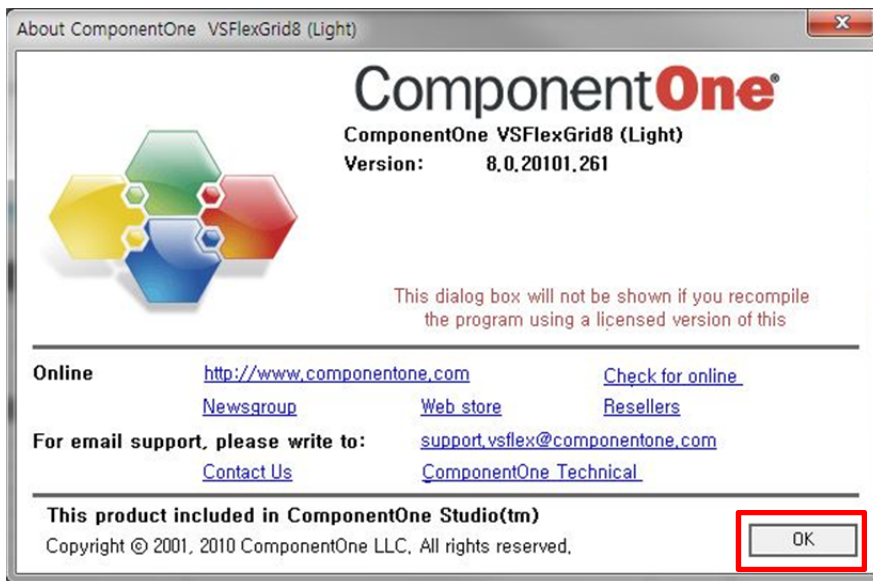 About ComponentOne VSFlexGrid8 (Light)
ComponentOne®
ComponentOne VSFlexGrid8 (Light)
Version: 8.0.20101.261
This dialog box will not be shown if you recompile
the program using a licensed version of this
Online http://www.componentone.com Check for online
Newsgroup Web store Resellers
For email support, please write to: support.vsflex@componentone.com
Contact Us ComponentOne Technical
This product included in ComponentOne Studio(tm)
Copyright © 2001, 2010 ComponentOne LLC. All rights reserved.
OK